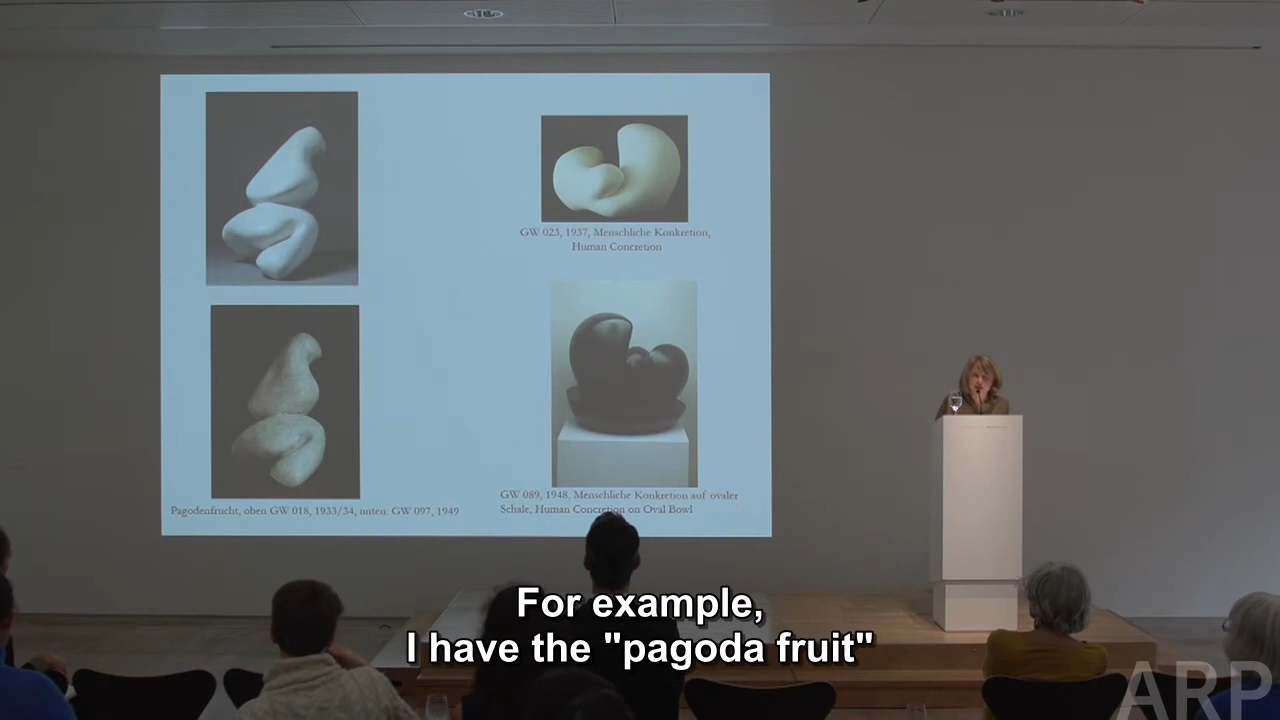 GW 023, 1937, Menschliche Konkretion,
Human Concretion
Pagodenfrucht, oben GW 018, 1933/34, unten: GW 097, 1949
GW 089, 1948, Menschliche Konkretion auf ovaler
Schale, Human Concretion on Oval Bowl
For example,
I have the "pagoda fruit"
ARP